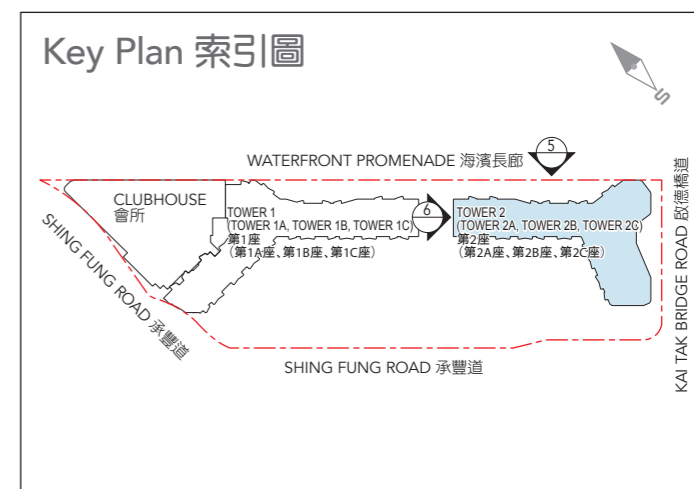 Key Plan 索引圖
S
5
WATERFRONT PROMENADE 海濱長廊
CLUBHOUSE
會所
TOWER 1
(TOWER 1A, TOWER 1B, TOWER 1C)
第1座
(第1A座、第1B座、第1C座)
6
TOWER 2
(TOWER 2A, TOWER 2B, TOWER 2C)
第2座
(第2A座、第2B座、第2C座)
KAI TAK BRIDGE ROAD 啟德橋道
SHING FUNG ROAD 承豐道
SHING FUNG ROAD 承豐道